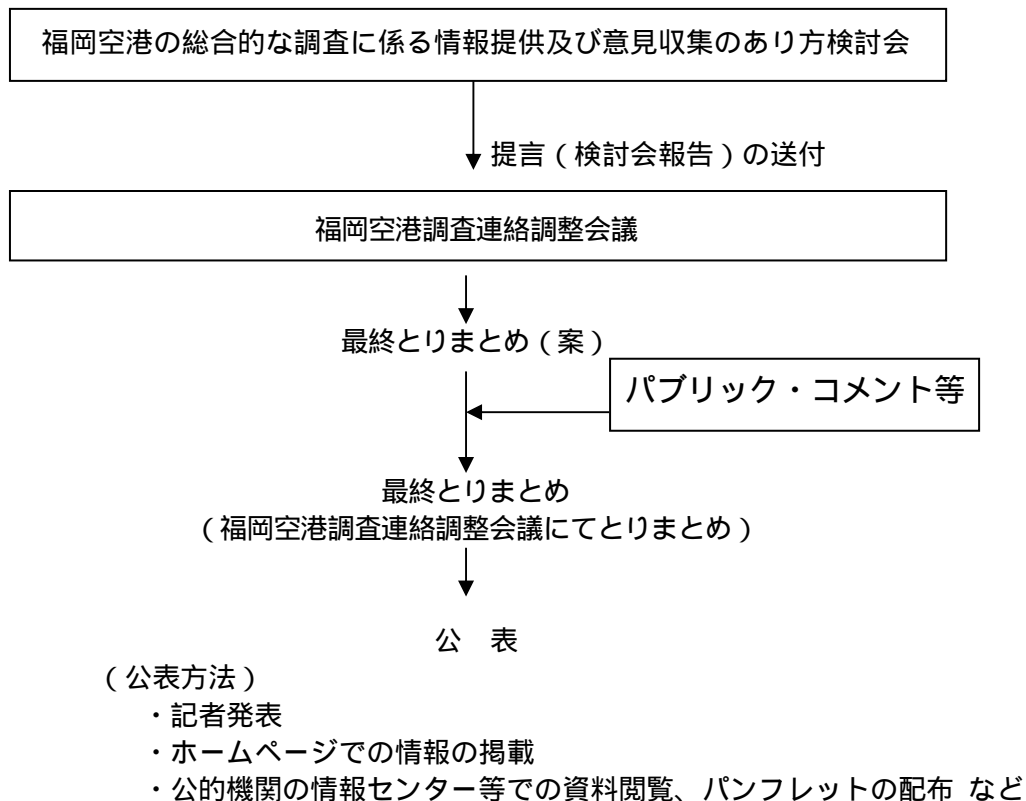 福岡空港の総合的な調査に係る情報提供及び意見収集のあり方検討会
提言（検討会報告）の送付
福岡空港調査連絡調整会議
最終とりまとめ（案）
パブリック・コメント等
最終とりまとめ
（福岡空港調査連絡調整会議にてとりまとめ）
公　表
（公表方法）
・記者発表
・ホームページでの情報の掲載
・公的機関の情報センター等での資料閲覧、パンフレットの配布 など